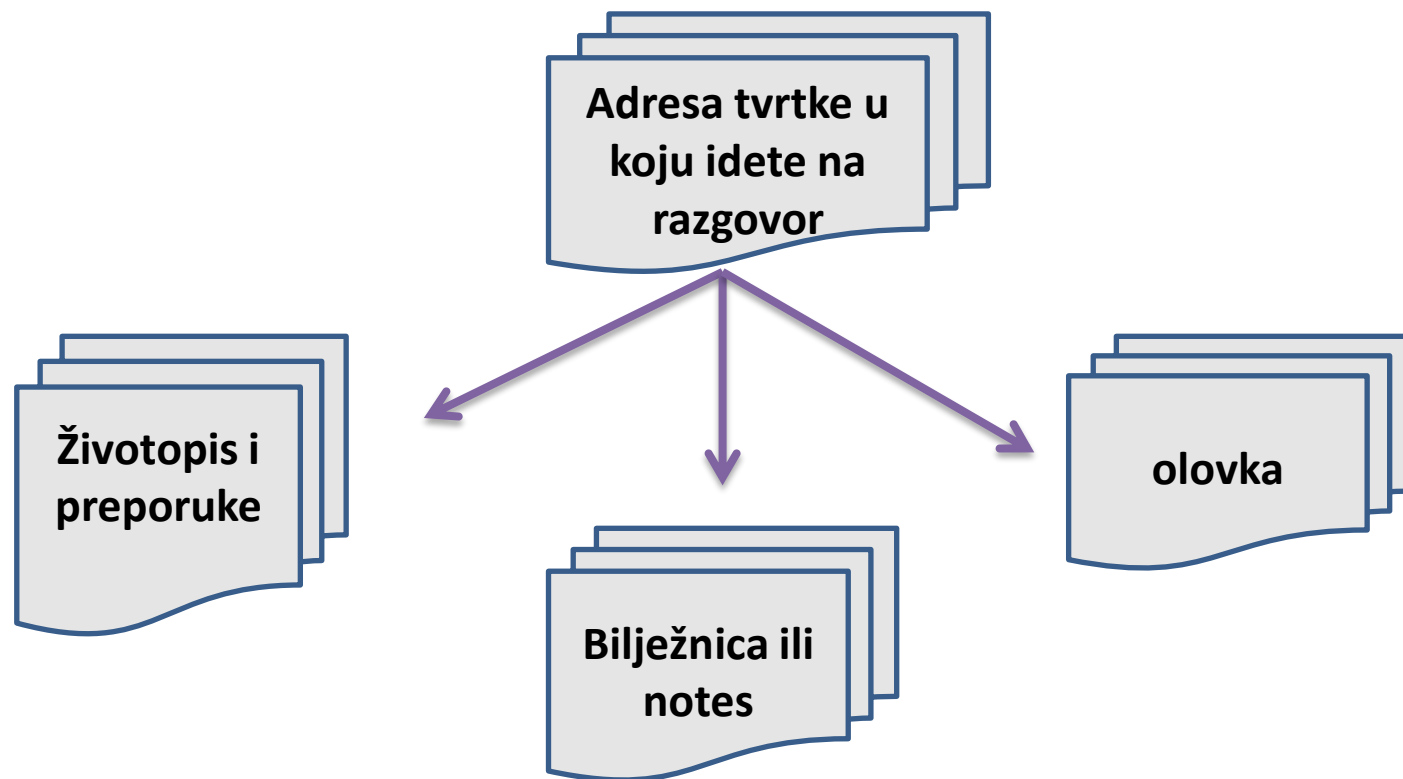 Adresa tvrtke u
koju idete na
razgovor
Životopis i
preporuke
Bilježnica ili
notes
olovka